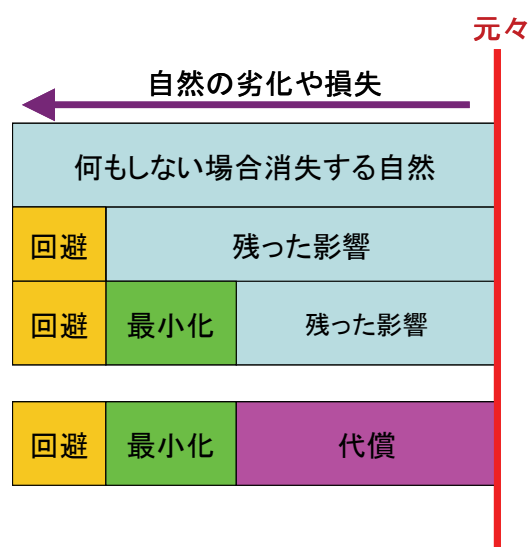 元々
自然の劣化や損失
何もしない場合消失する自然
回避 残った影響
回避 最小化 残った影響
回避 最小化 代償